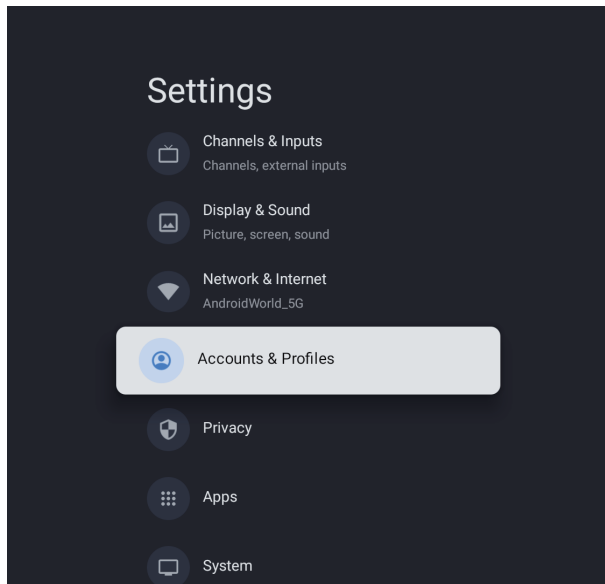 Settings
Channels & Inputs
Channels, external inputs
Display & Sound
Picture, screen, sound
Network & Internet
AndroidWorld_5G
Accounts & Profiles
Privacy
Apps
System